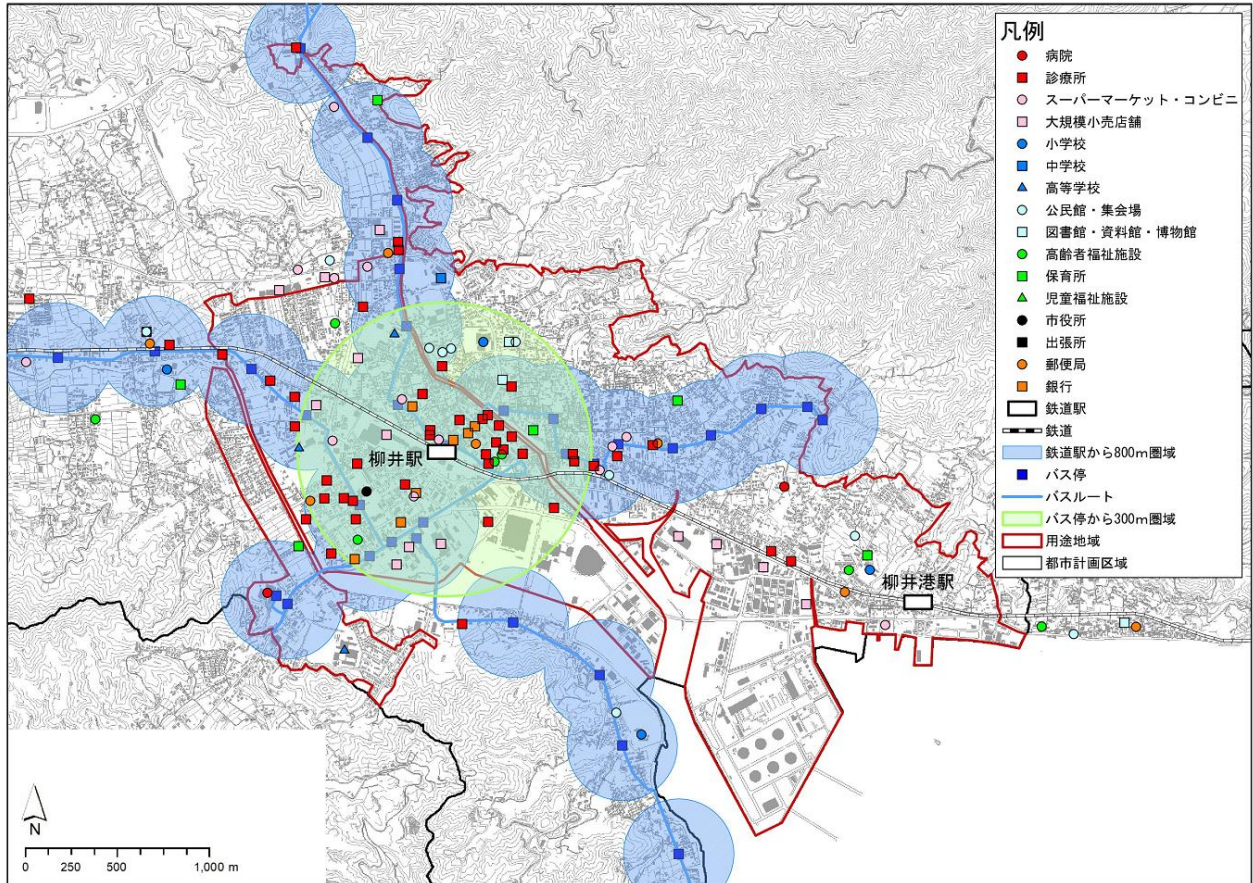 凡例
病院
診療所
スーパーマーケット・コンビニ
大規模小売店舗
小学校
中学校
高等学校
公民館・集会場
図書館・資料館・博物館
高齢者福祉施設
保育所
児童福祉施設
市役所
出張所
郵便局
銀行
鉄道駅
鉄道
鉄道駅から800m圏域
バス停
バスルート
バス停から300m圏域
用途地域
都市計画区域
柳井駅
柳井港駅
N
0 250 500 1,000 m